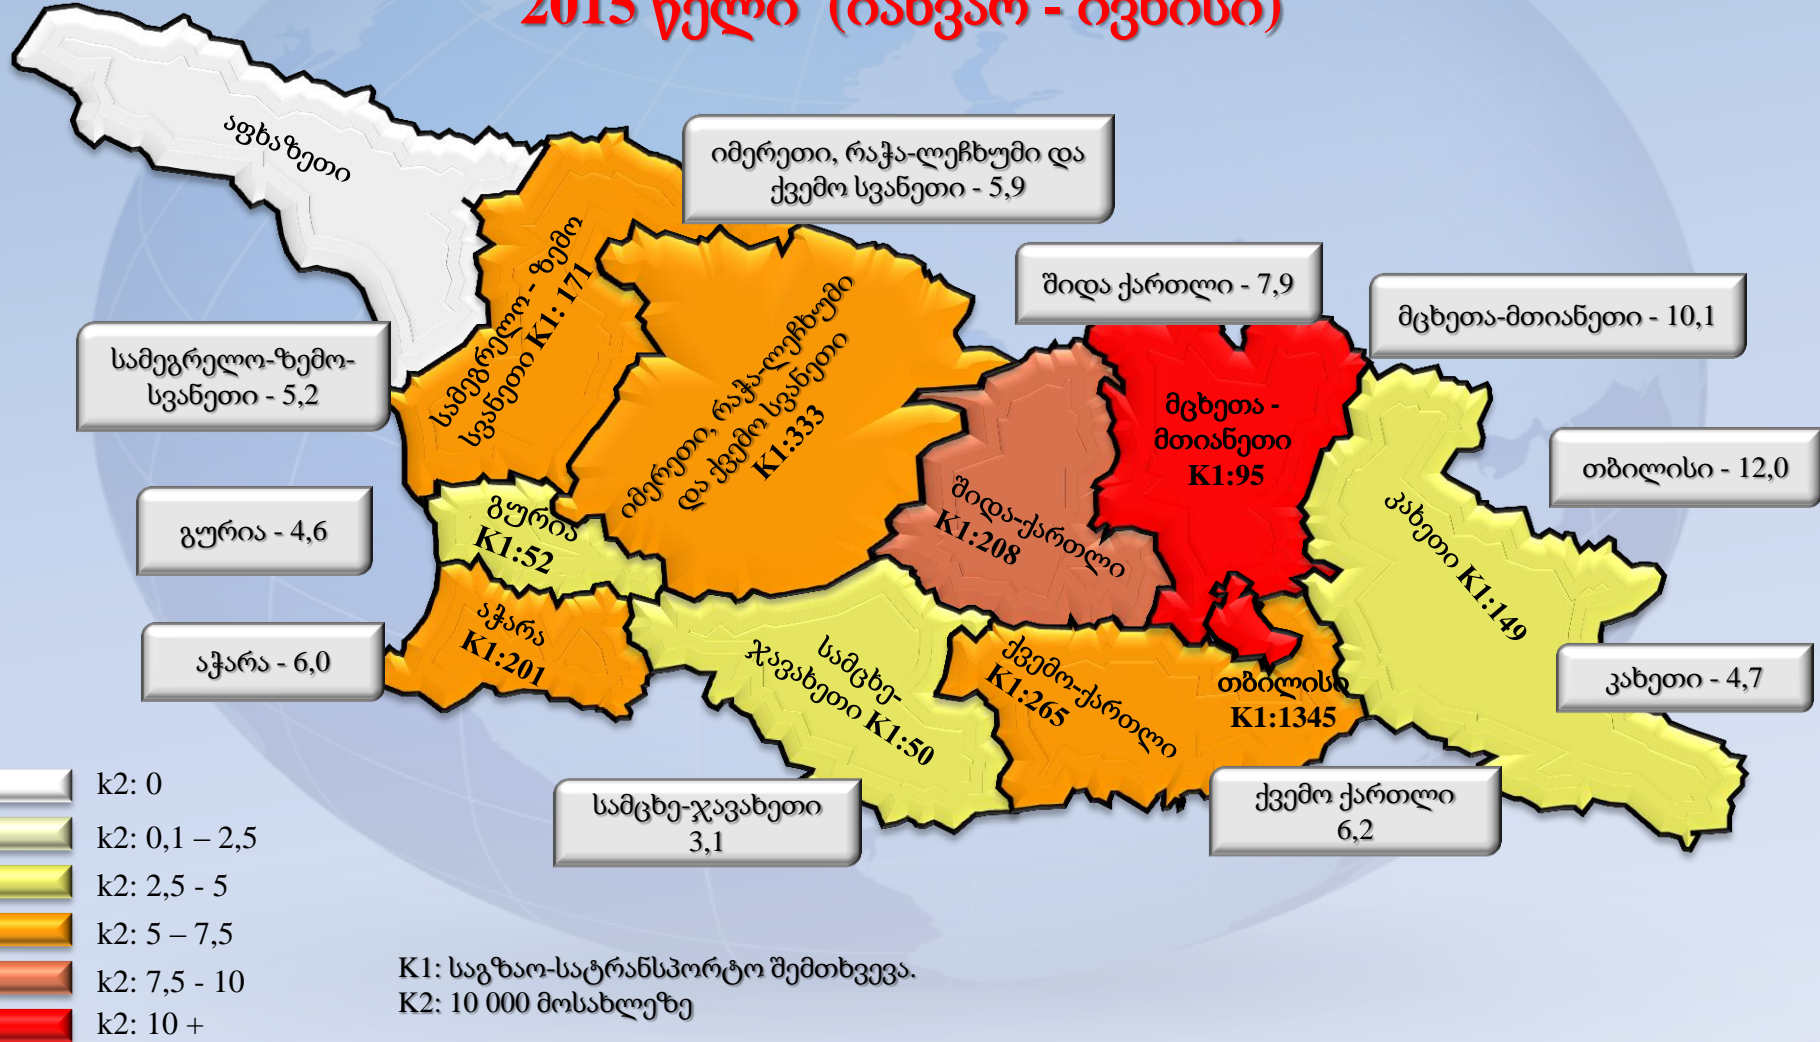 2015 წელი (იანვარ - ივნისი)
აფხაზეთი
იმერეთი, რაჭა-ლეჩხუმი და
ქვემო სვანეთი - 5,9
შიდა ქართლი - 7,9
მცხეთა-მთიანეთი - 10,1
სამეგრელო-ზემო-
სვანეთი - 5,2
სამეგრელო - ზემო
სვანეთი K1: 171
იმერეთი, რაჭა-ლეჩხუმი
და ქვემო სვანეთი
K1:333
მცხეთა -
მთიანეთი
K1:95
თბილისი - 12,0
გურია - 4,6
გურია
K1:52
შიდა-ქართლი
K1:208
კახეთი K1:149
აჭარა - 6,0
აჭარა
K1:201
სამცხე-
ჯავახეთი K1:50
ქვემო-ქართლი
K1:265
თბილისი
K1:1345
კახეთი - 4,7
სამცხე-ჯავახეთი
3,1
ქვემო ქართლი
6,2
k2: 0
k2: 0,1 – 2,5
k2: 2,5 - 5
k2: 5 – 7,5
k2: 7,5 - 10
k2: 10 +
K1: საგზაო-სატრანსპორტო შემთხვევა.
K2: 10 000 მოსახლეზე